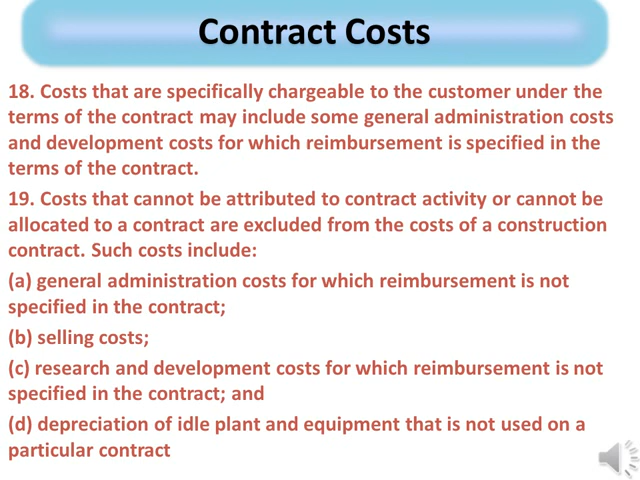 Contract Costs
18. Costs that are specifically chargeable to the customer under the
terms of the contract may include some general administration costs
and development costs for which reimbursement is specified in the
terms of the contract.
19. Costs that cannot be attributed to contract activity or cannot be
allocated to a contract are excluded from the costs of a construction
contract. Such costs include:
(a) general administration costs for which reimbursement is not
specified in the contract;
(b) selling costs;
(c) research and development costs for which reimbursement is not
specified in the contract; and
(d) depreciation of idle plant and equipment that is not used on a
particular contract